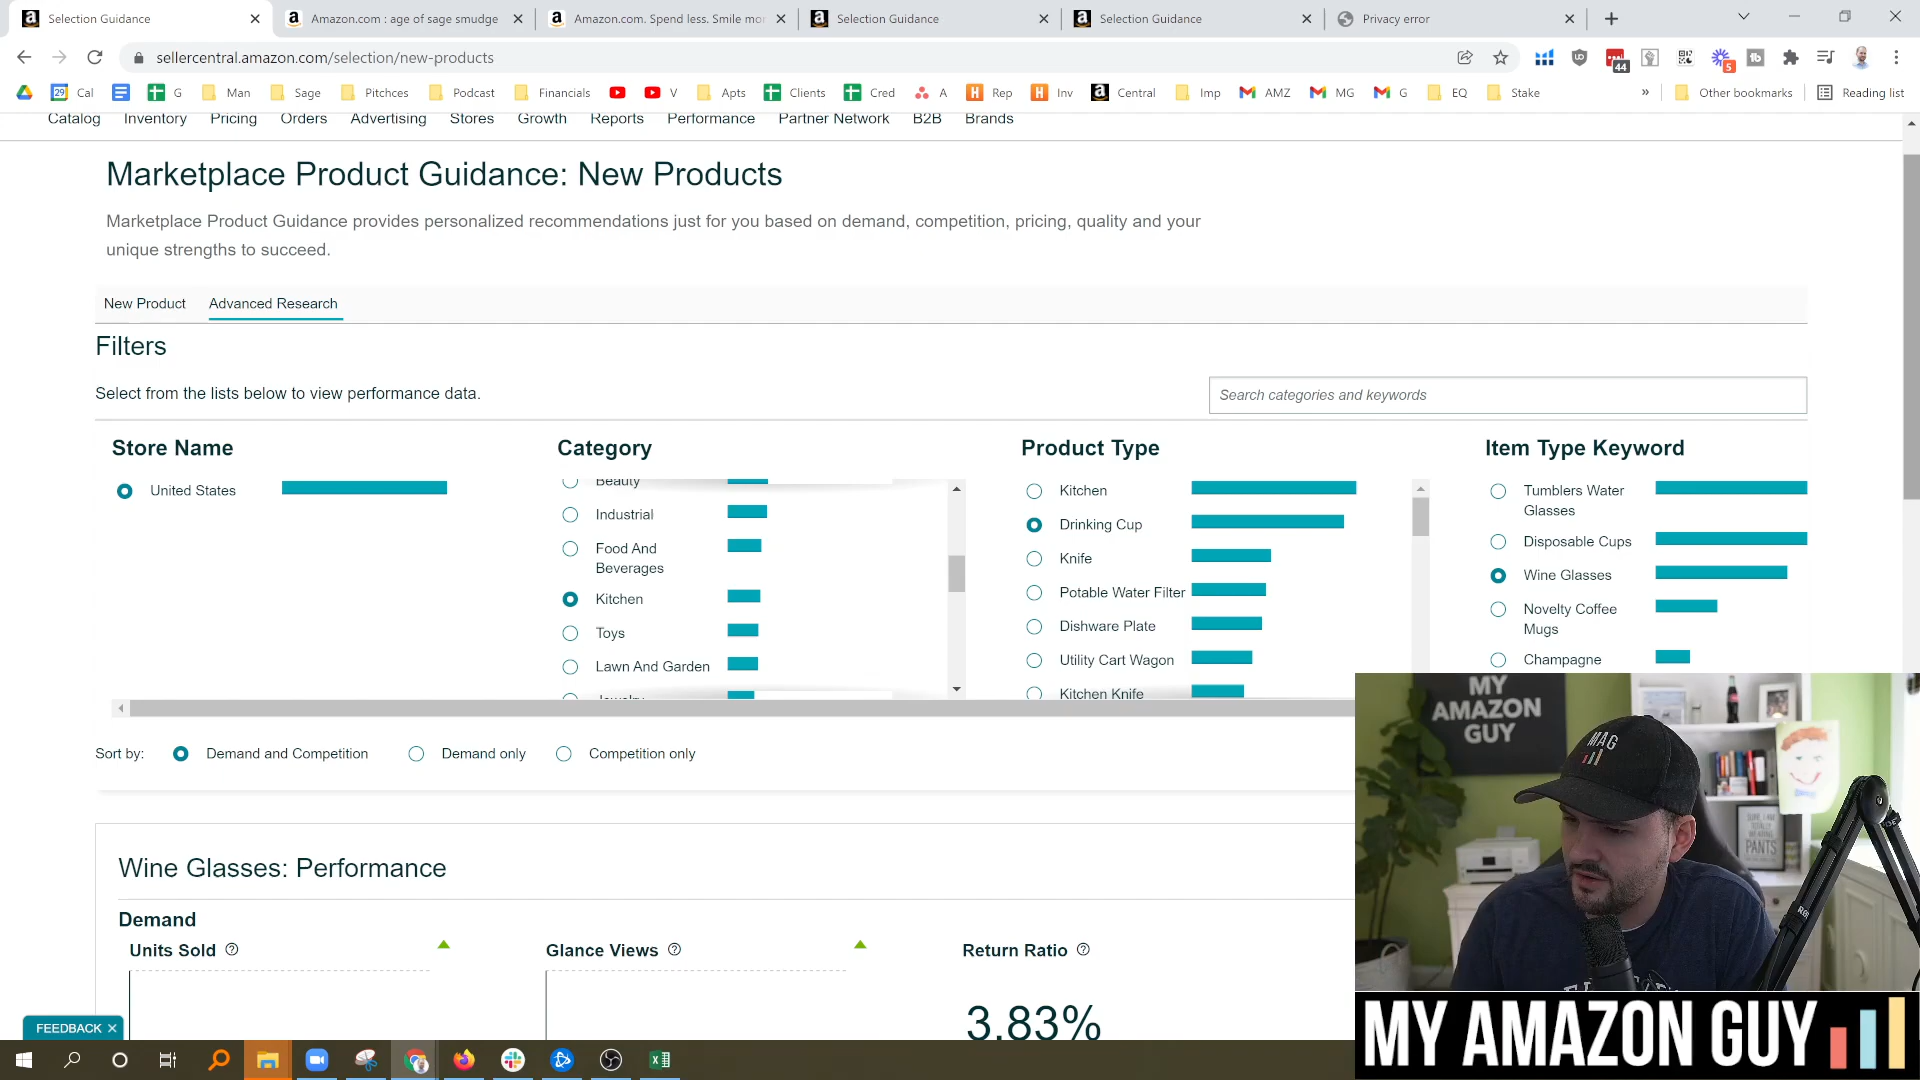 Selection Guidance
Amazon.com : age of sage smudge
Amazon.com. Spend less. Smile mor
Selection Guidance
Selection Guidance
Privacy error
sellercentral.amazon.com/selection/new-products
44
5
Cal
G
Man
Sage
Pitchces
Podcast
Financials
V
Apts
Clients
Cred
A
Rep
Inv
Central
Imp
AMZ
MG
G
EQ
Stake
»
Other bookmarks
Reading list
Catalog Inventory Pricing Orders Advertising Stores Growth Reports Performance Partner Network B2B Brands
Marketplace Product Guidance: New Products
Marketplace Product Guidance provides personalized recommendations just for you based on demand, competition, pricing, quality and your
unique strengths to succeed.
New Product Advanced Research
Filters
Select from the lists below to view performance data.
Search categories and keywords
Store Name
United States
Category
Beauty
Industrial
Food And
Beverages
Kitchen
Toys
Lawn And Garden
Jewelry
Product Type
Kitchen
Drinking Cup
Knife
Potable Water Filter
Dishware Plate
Utility Cart Wagon
Kitchen Knife
Item Type Keyword
Tumblers Water
Glasses
Disposable Cups
Wine Glasses
Novelty Coffee
Mugs
Champagne
Sort by: Demand and Competition Demand only Competition only
Wine Glasses: Performance
Demand
Units Sold
Glance Views
Return Ratio
3.83%
FEEDBACK ×
MY
AMAZON
GUY
MAG
PANTS
MY AMAZON GUY